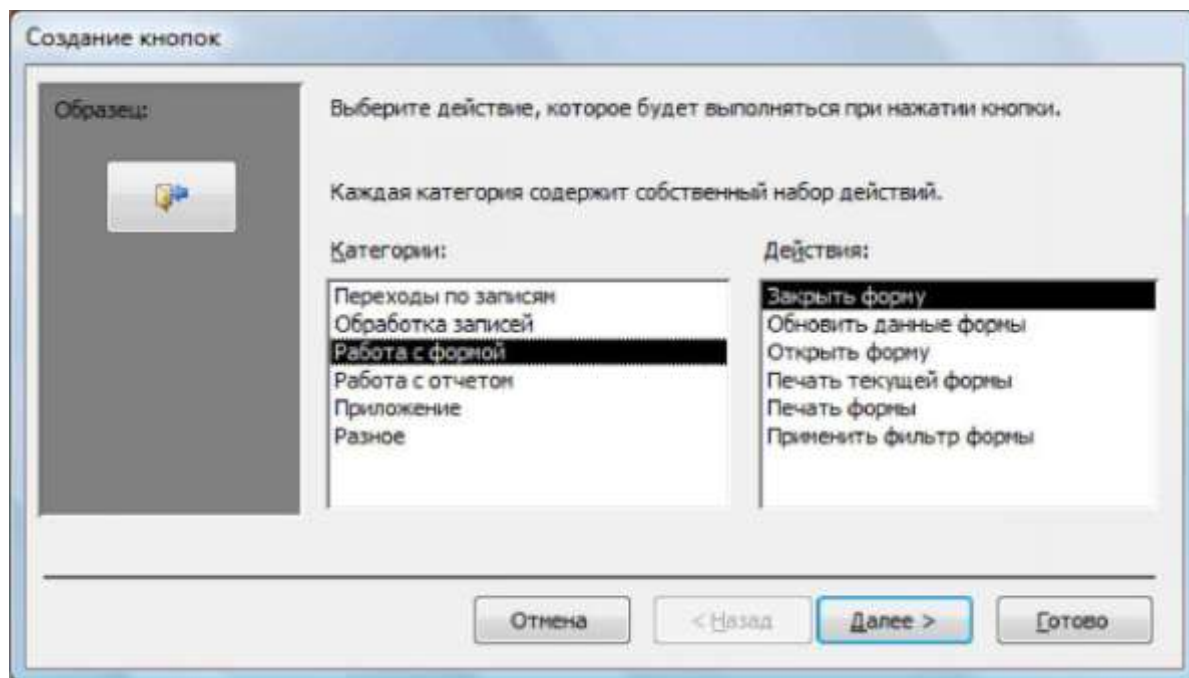 Создание кнопок
Образец:
Выберите действие, которое будет выполняться при нажатии кнопки.
Каждая категория содержит собственный набор действий.
Категории:
Переходы по записям
Обработка записей
Работа с формой
Работа с отчетом
Приложение
Разное
Действия:
Закрыть форму
Обновить данные формы
Открыть форму
Печать текущей формы
Печать формы
Применить фильтр формы
Отмена
< Назад
Далее >
Готово